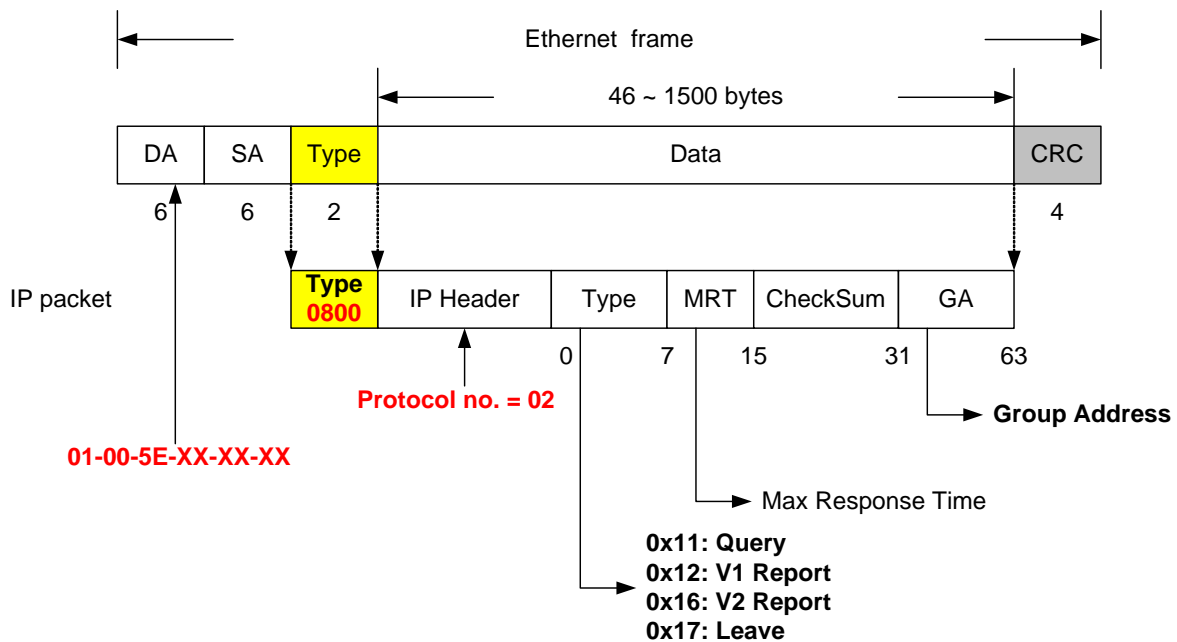 Ethernet frame
46 ~ 1500 bytes
DA SA Type Data CRC
6 6 2 4
IP packet
Type 0800 IP Header Type MRT CheckSum GA
0 7 15 31 63
Protocol no. = 02
Group Address
01-00-5E-XX-XX-XX
Max Response Time
0x11: Query
0x12: V1 Report
0x16: V2 Report
0x17: Leave